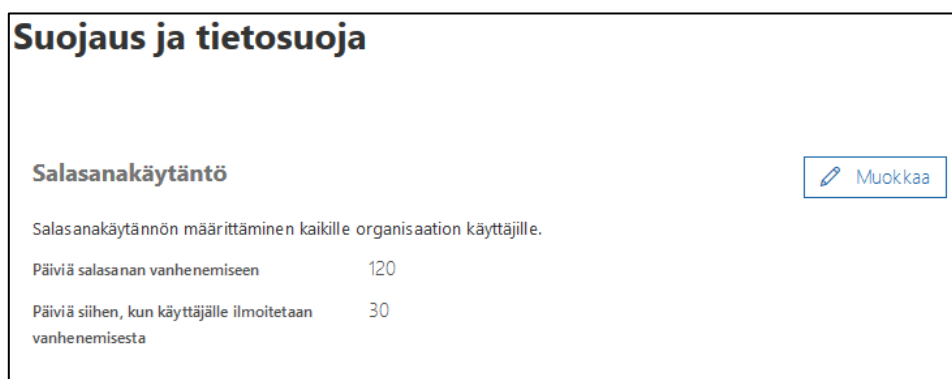 Suojaus ja tietosuoja
Salasanakäytäntö
Muokkaa
Salasanakäytännön määrittäminen kaikille organisaation käyttäjille.
Päiviä salasanan vanhenemiseen 120
Päiviä siihen, kun käyttäjälle ilmoitetaan 30
vanhenemisesta